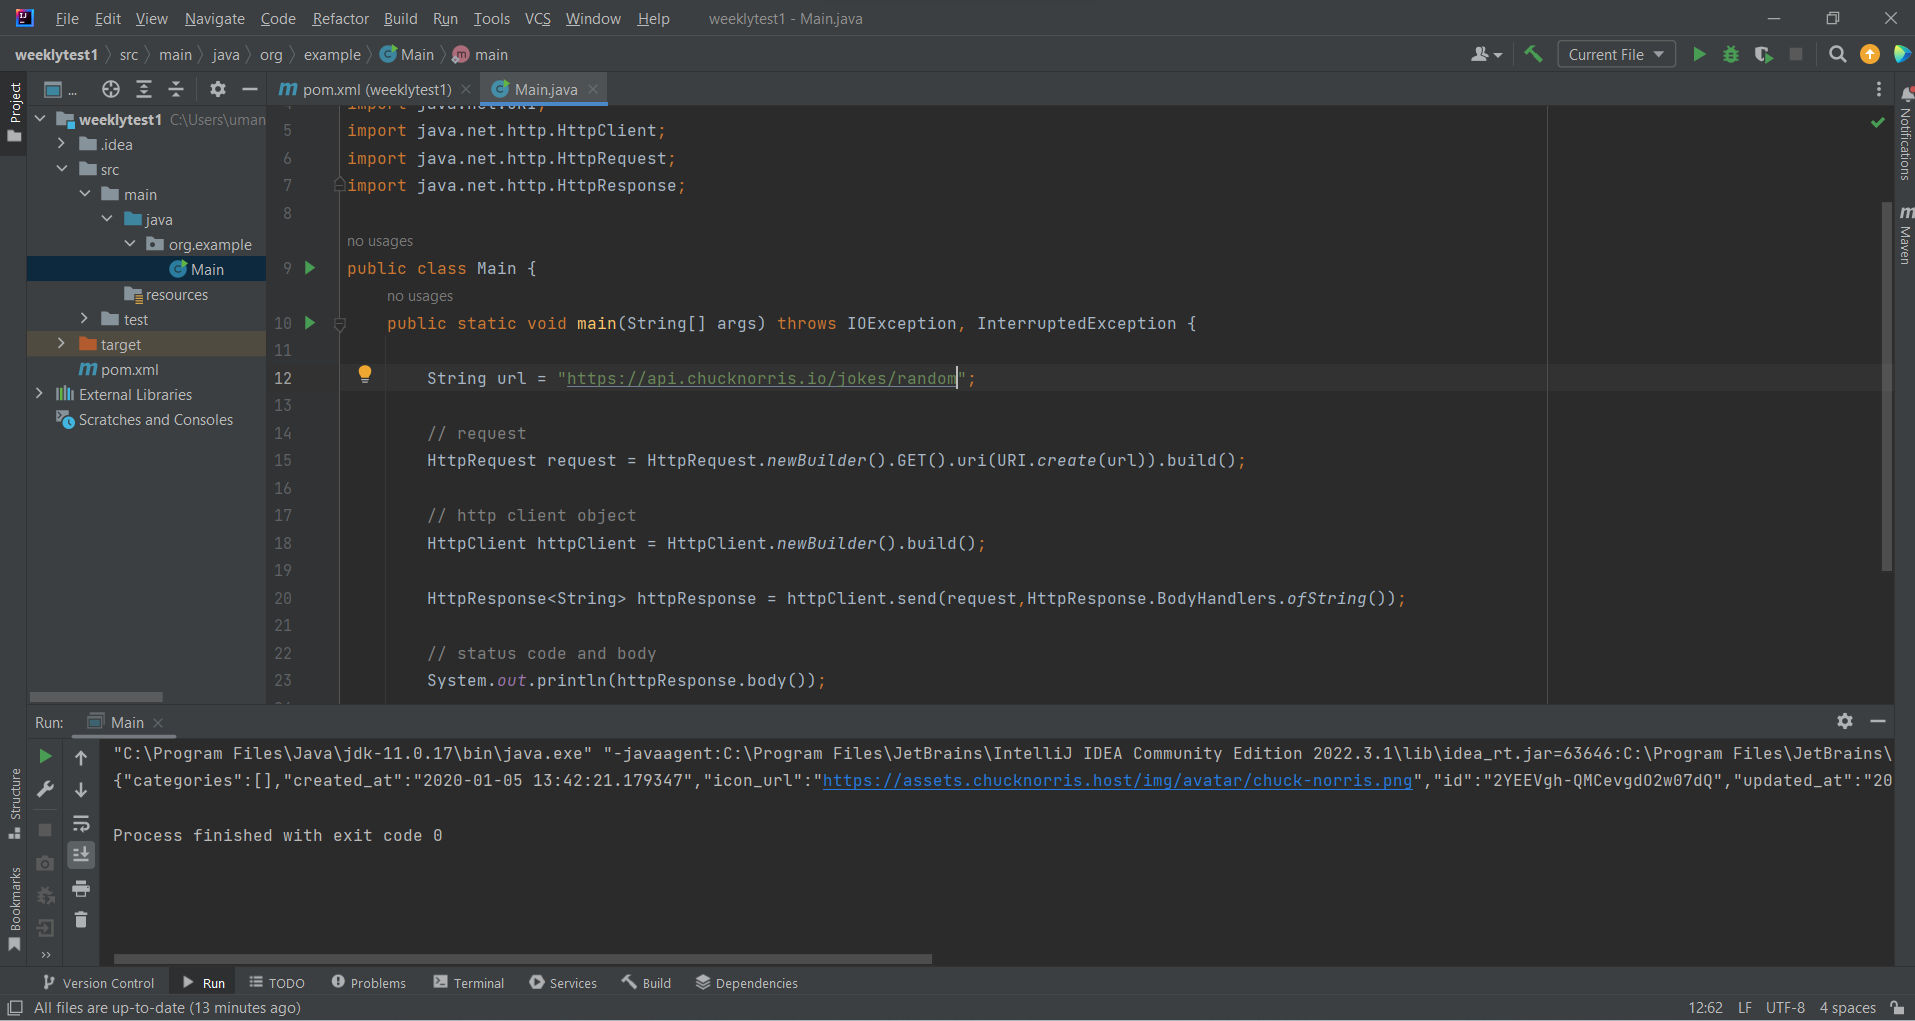 File Edit View Navigate Code Refactor Build Run Tools VCS Window Help weeklytest1 - Main.java
weeklytest1 src main java org example Main main
Current File
Project
...
pom.xml (weeklytest1)
Main.java
weeklytest1 C:\Users\uman
.idea
src
main
java
org.example
Main
resources
test
target
pom.xml
External Libraries
Scratches and Consoles
import java.net.URI;
5 import java.net.http.HttpClient;
6 import java.net.http.HttpRequest;
7 import java.net.http.HttpResponse;
8
no usages
9 public class Main {
no usages
10 public static void main(String[] args) throws IOException, InterruptedException {
11
12 String url = "https://api.chucknorris.io/jokes/random";
13
14 // request
15 HttpRequest request = HttpRequest.newBuilder().GET().uri(URI.create(url)).build();
16
17 // http client object
18 HttpClient httpClient = HttpClient.newBuilder().build();
19
20 HttpResponse<String> httpResponse = httpClient.send(request,HttpResponse.BodyHandlers.ofString());
21
22 // status code and body
23 System.out.println(httpResponse.body());
Notifications
Maven
Run: Main
"C:\Program Files\Java\jdk-11.0.17\bin\java.exe" "-javaagent:C:\Program Files\JetBrains\IntelliJ IDEA Community Edition 2022.3.1\lib\idea_rt.jar=63646:C:\Program Files\JetBrains\
{"categories":[],"created_at":"2020-01-05 13:42:21.179347","icon_url":"https://assets.chucknorris.host/img/avatar/chuck-norris.png","id":"2YEEVgh-QMCevgdO2w07dQ","updated_at":"20
Process finished with exit code 0
Structure
Bookmarks
Version Control Run TODO Problems Terminal Services Build Dependencies
All files are up-to-date (13 minutes ago)
12:62 LF UTF-8 4 spaces